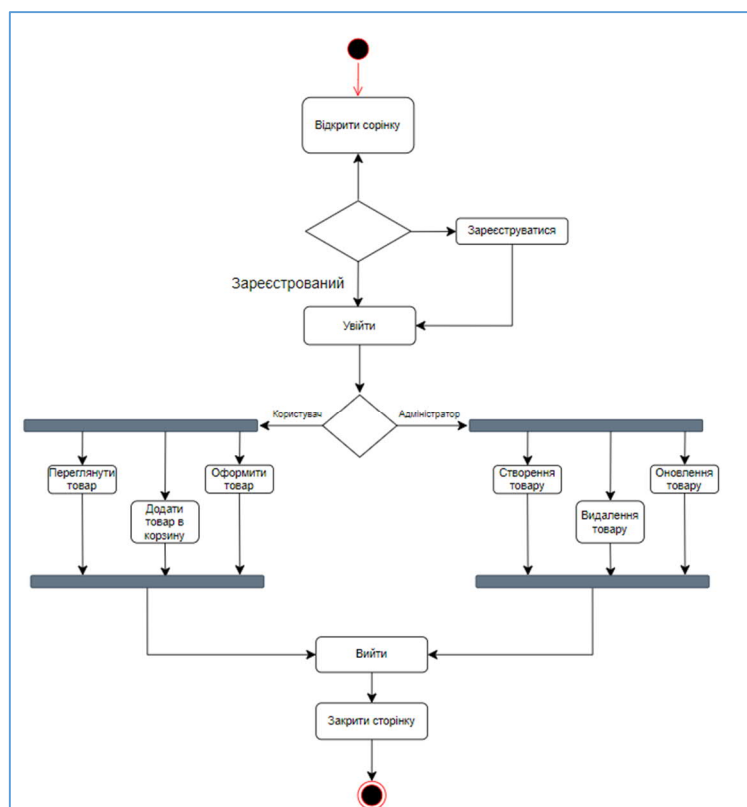 Відкрити сорінку
Зареєструватися
Зареєстрований
Увійти
Користувач
Адміністратор
Переглянути
товар
Додати
товар в
корзину
Оформити
товар
Створення
товару
Видалення
товару
Оновлення
товару
Вийти
Закрити сторінку